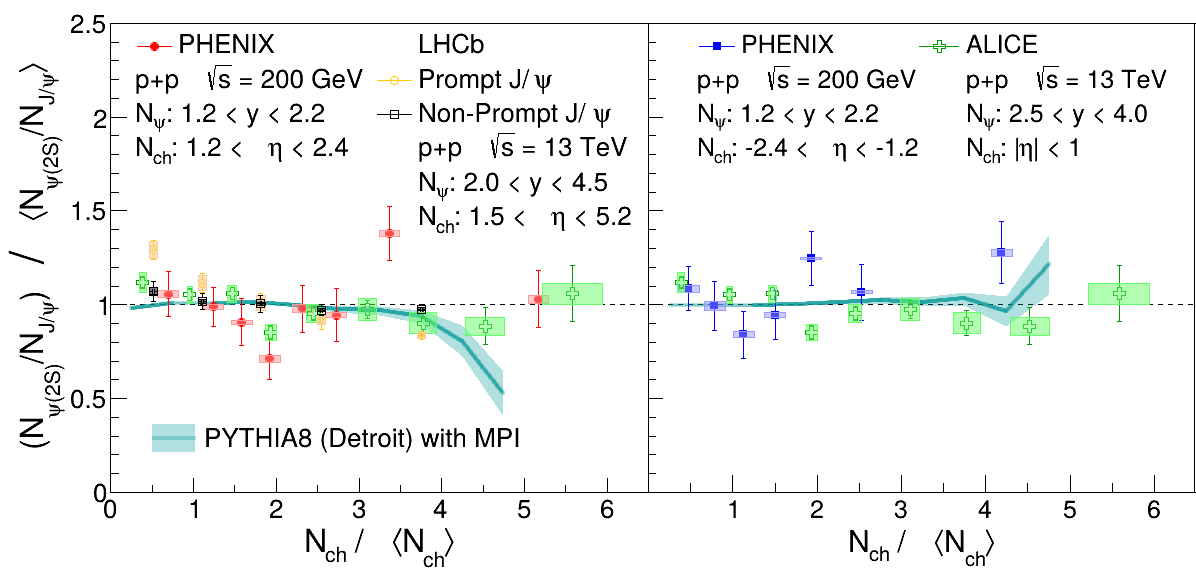 (N_ψ(2S)/N_J/ψ) / ⟨N_ψ(2S)/N_J/ψ⟩
2.5
2
1.5
1
0.5
0
PHENIX
p+p √s = 200 GeV
N_ψ: 1.2 < y < 2.2
N_ch: 1.2 < η < 2.4
LHCb
Prompt J/ψ
Non-Prompt J/ψ
p+p √s = 13 TeV
N_ψ: 2.0 < y < 4.5
N_ch: 1.5 < η < 5.2
PYTHIA8 (Detroit) with MPI
0 1 2 3 4 5 6
N_ch / ⟨N_ch⟩
PHENIX
p+p √s = 200 GeV
N_ψ: 1.2 < y < 2.2
N_ch: -2.4 < η < -1.2
ALICE
p+p √s = 13 TeV
N_ψ: 2.5 < y < 4.0
N_ch: |η| < 1
1 2 3 4 5 6
N_ch / ⟨N_ch⟩